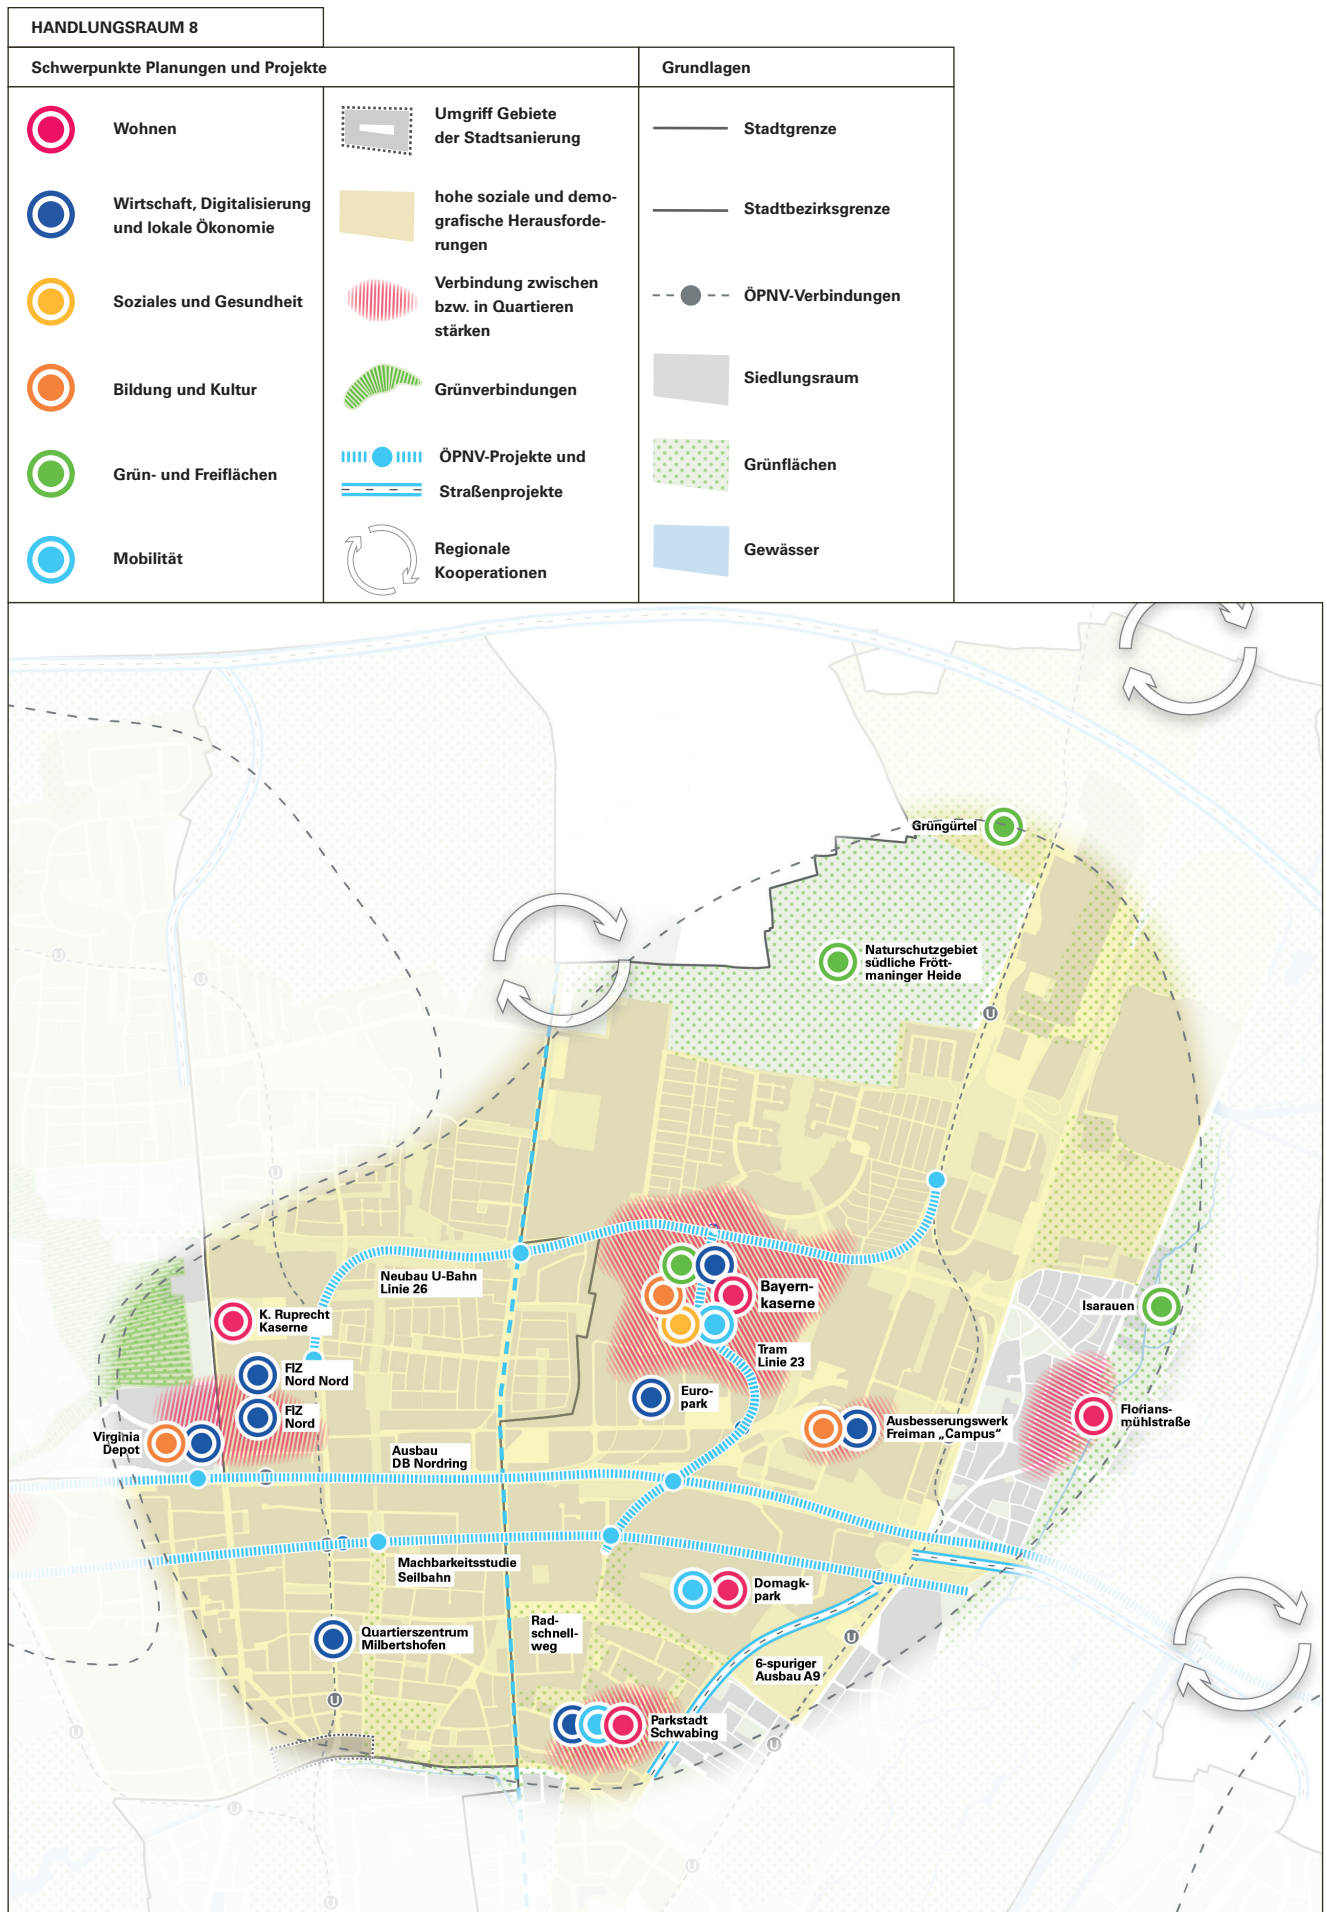 HANDLUNGSRAUM 8
Schwerpunkte Planungen und Projekte
Grundlagen
Wohnen
Wirtschaft, Digitalisierung
und lokale Ökonomie
Soziales und Gesundheit
Bildung und Kultur
Grün- und Freiflächen
Mobilität
Umgriff Gebiete
der Stadtsanierung
hohe soziale und demo-
grafische Herausforde-
rungen
Verbindung zwischen
bzw. in Quartieren
stärken
Grünverbindungen
ÖPNV-Projekte und
Straßenprojekte
Regionale
Kooperationen
Stadtgrenze
Stadtbezirksgrenze
ÖPNV-Verbindungen
Siedlungsraum
Grünflächen
Gewässer
Grüngürtel
Naturschutzgebiet
südliche Frött-
maninger Heide
U
U
U
U
Neubau U-Bahn
Linie 26
Bayern-
kaserne
Isarauen
K. Ruprecht
Kaserne
Tram
Linie 23
FIZ
Nord Nord
FIZ
Nord
Euro-
park
Florians-
mühlstraße
Ausbesserungswerk
Freiman „Campus“
Virginia
Depot
Ausbau
DB Nordring
Machbarkeitsstudie
Seilbahn
Domagk-
park
Rad-
schnell-
weg
Quartierszentrum
Milbertshofen
U
6-spuriger
Ausbau A9
U
Parkstadt
Schwabing
U
U
U
U
U